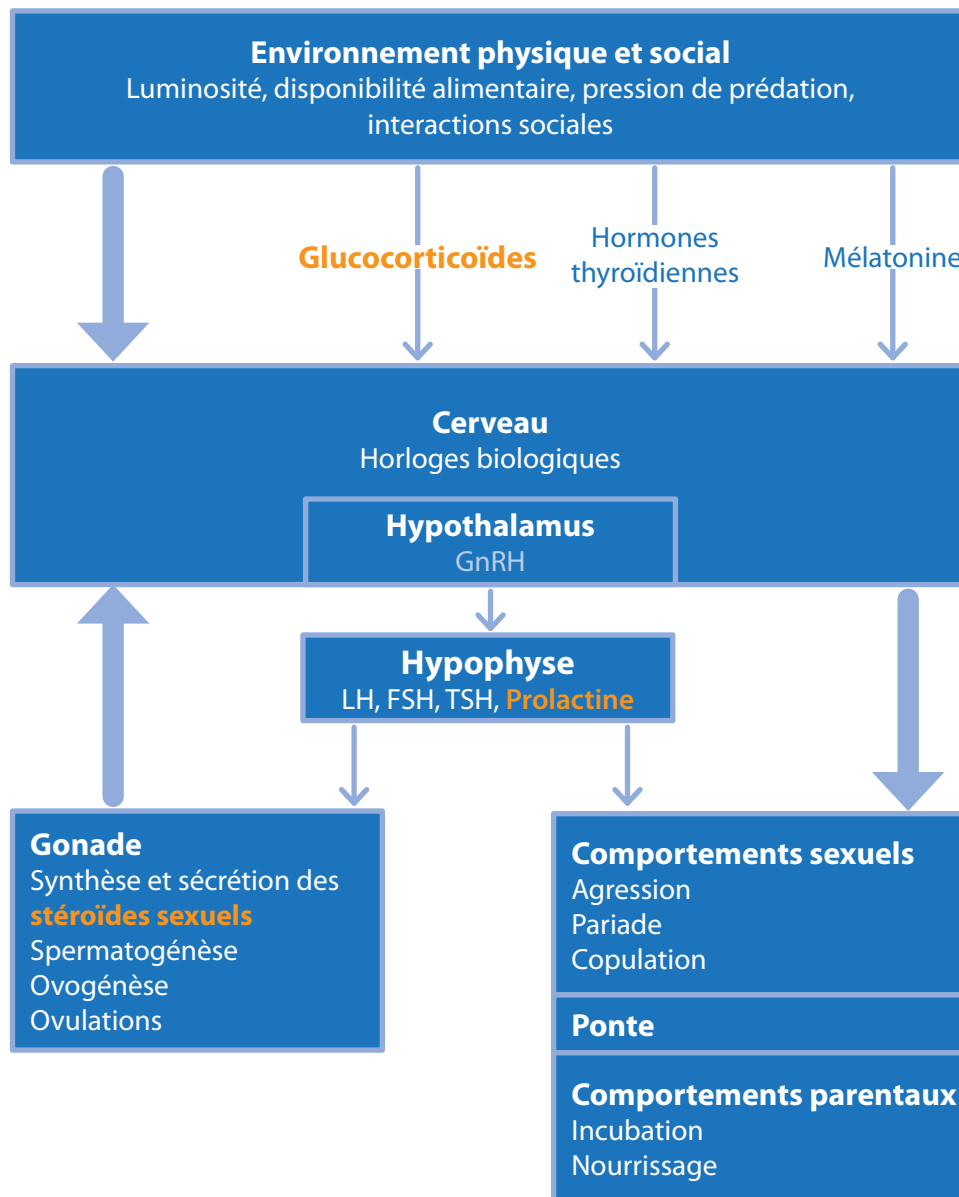 Environnement physique et social
Luminosité, disponibilité alimentaire, pression de prédation,
interactions sociales
Glucocorticoïdes
Hormones
thyroïdiennes
Mélatonine
Cerveau
Horloges biologiques
Hypothalamus
GnRH
Hypophyse
LH, FSH, TSH, Prolactine
Gonade
Synthèse et sécrétion des
stéroïdes sexuels
Spermatogénèse
Ovogénèse
Ovulations
Comportements sexuels
Agression
Pariade
Copulation
Ponte
Comportements parentaux
Incubation
Nourrissage